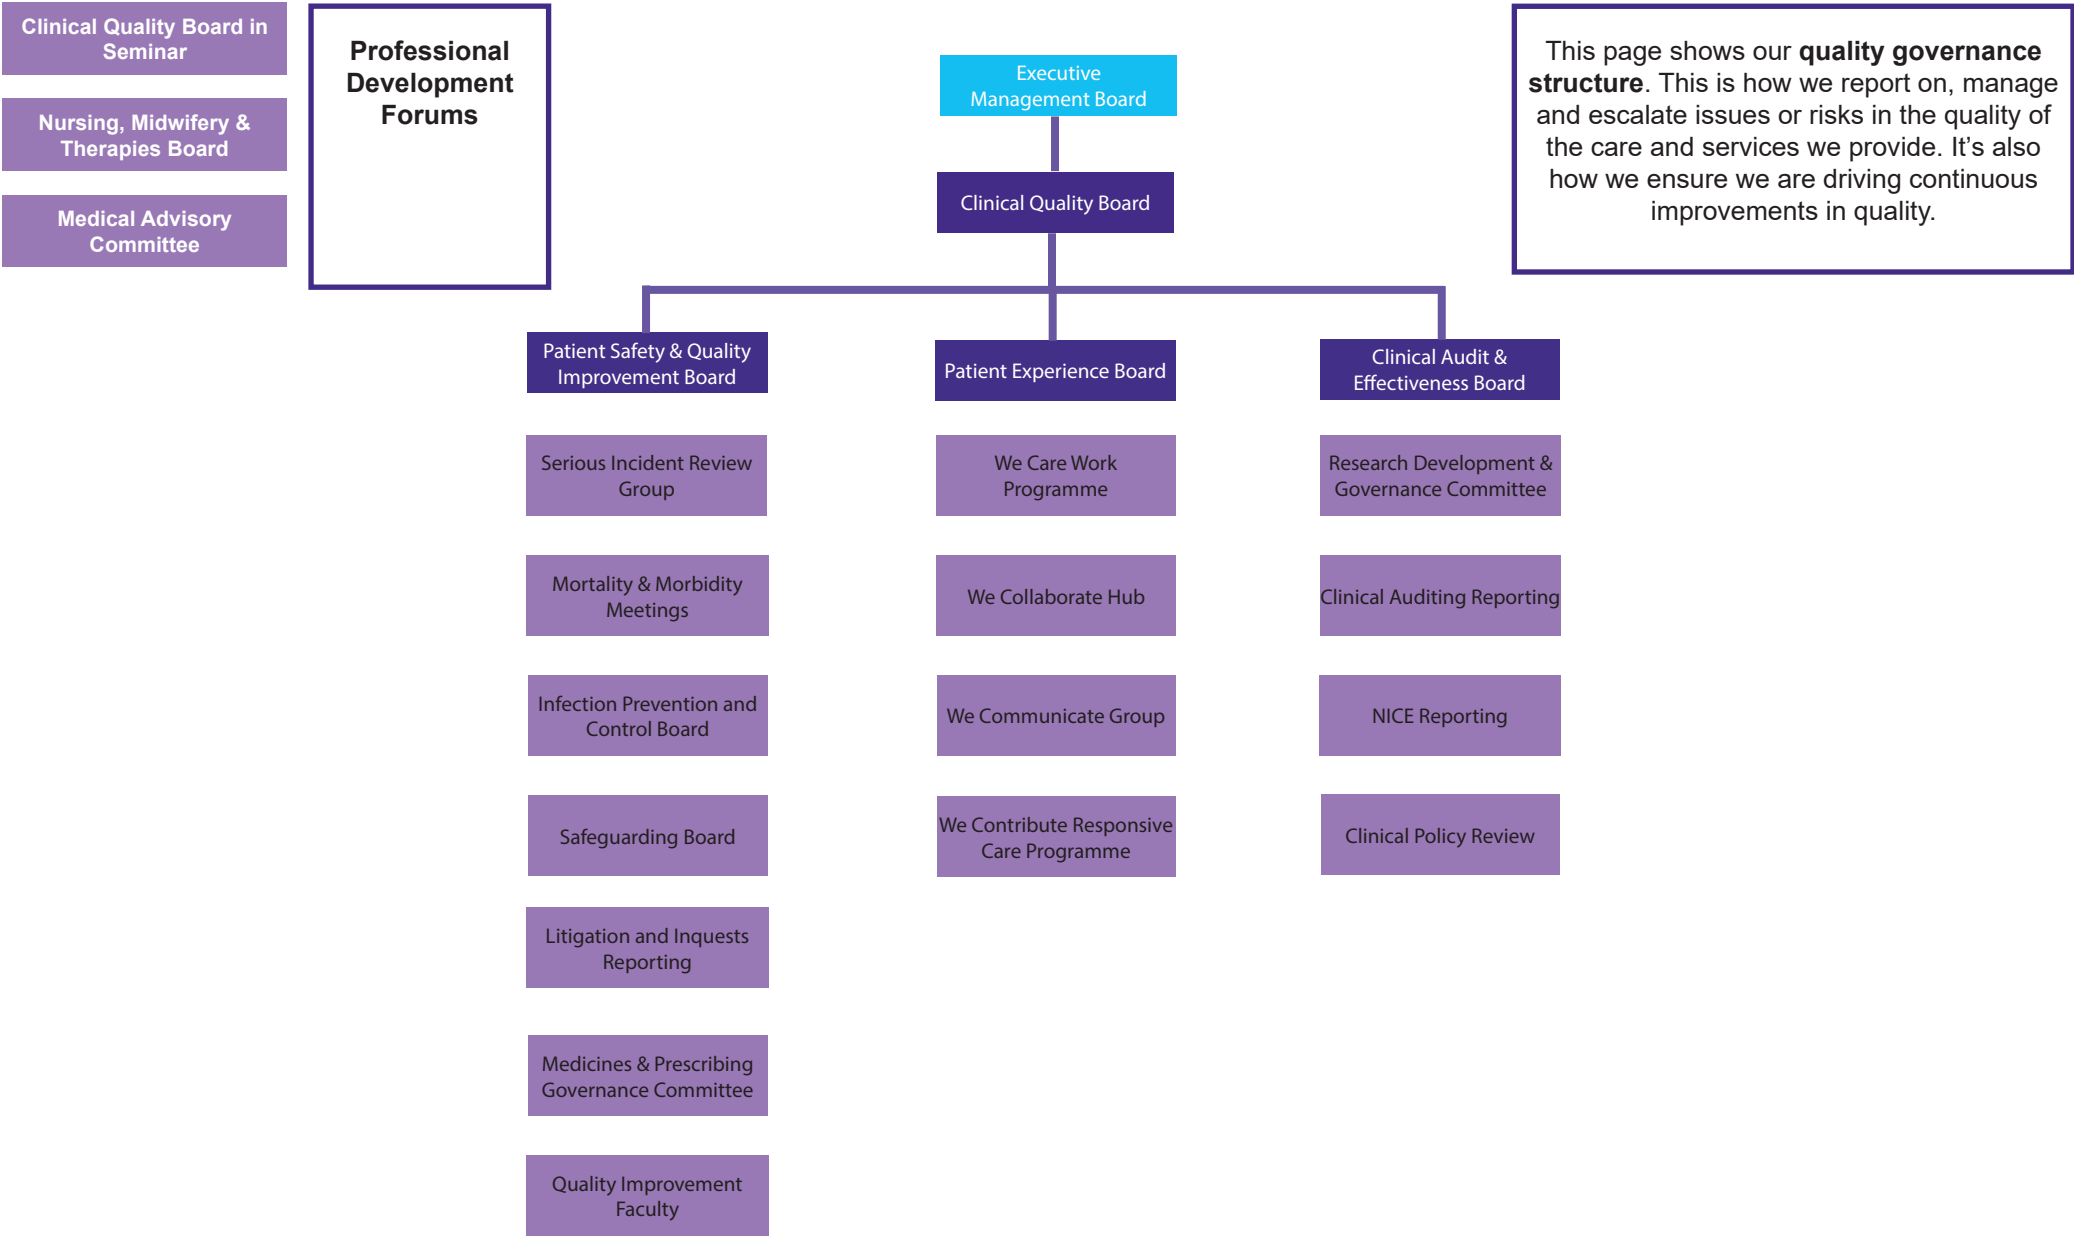 Clinical Quality Board in
Seminar
Nursing, Midwifery &
Therapies Board
Medical Advisory
Committee
Professional
Development
Forums
Executive
Management Board
Clinical Quality Board
This page shows our quality governance
structure. This is how we report on, manage
and escalate issues or risks in the quality of
the care and services we provide. It’s also
how we ensure we are driving continuous
improvements in quality.
Patient Safety & Quality
Improvement Board
Serious Incident Review
Group
Mortality & Morbidity
Meetings
Infection Prevention and
Control Board
Safeguarding Board
Litigation and Inquests
Reporting
Medicines & Prescribing
Governance Committee
Quality Improvement
Faculty
Patient Experience Board
We Care Work
Programme
We Collaborate Hub
We Communicate Group
We Contribute Responsive
Care Programme
Clinical Audit &
Effectiveness Board
Research Development &
Governance Committee
Clinical Auditing Reporting
NICE Reporting
Clinical Policy Review